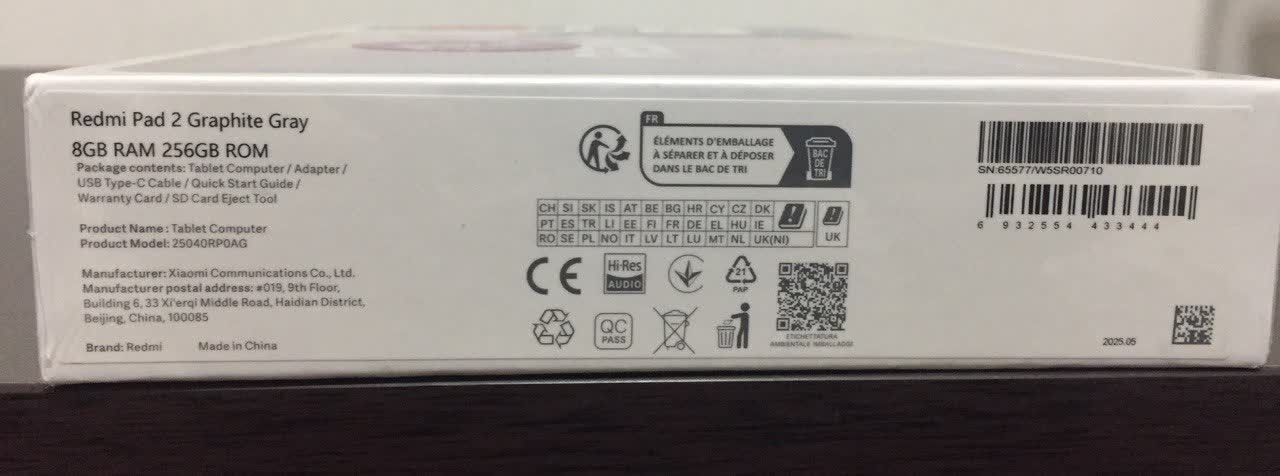 Redmi Pad 2 Graphite Gray
8GB RAM 256GB ROM
Package contents: Tablet Computer / Adapter /
USB Type-C Cable / Quick Start Guide /
Warranty Card / SD Card Eject Tool
Product Name: Tablet Computer
Product Model: 25040RP0AG
Manufacturer: Xiaomi Communications Co., Ltd.
Manufacturer postal address: #019, 9th Floor,
Building 6, 33 Xi'erqi Middle Road, Haidian District,
Beijing, China, 100085
Brand: Redmi Made in China
FR
ÉLÉMENTS D'EMBALLAGE
À SÉPARER ET À DÉPOSER
DANS LE BAC DE TRI
BAC
DE
TRI
CH SI SK IS AT BE BG HR CY CZ DK
PT ES TR LI EE FI FR DE EL HU IE
RO SE PL NO IT LV LT LU MT NL UK(NI)
UK
CE
Hi-Res
AUDIO
21
PAP
QC
PASS
ETICHETTATURA
AMBIENTALE IMBALLAGGI
SN:65577/W5SR00710
6 932554 433444
2025.05